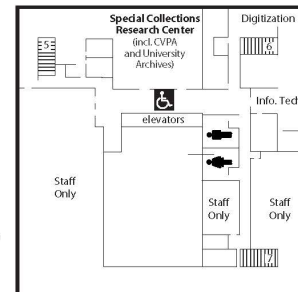 Special Collections
Research Center
(incl. CVPA
and University
Archives)
Digitization
5
6
Info. Tech
elevators
Staff
Only
Staff
Only
Staff
Only
7